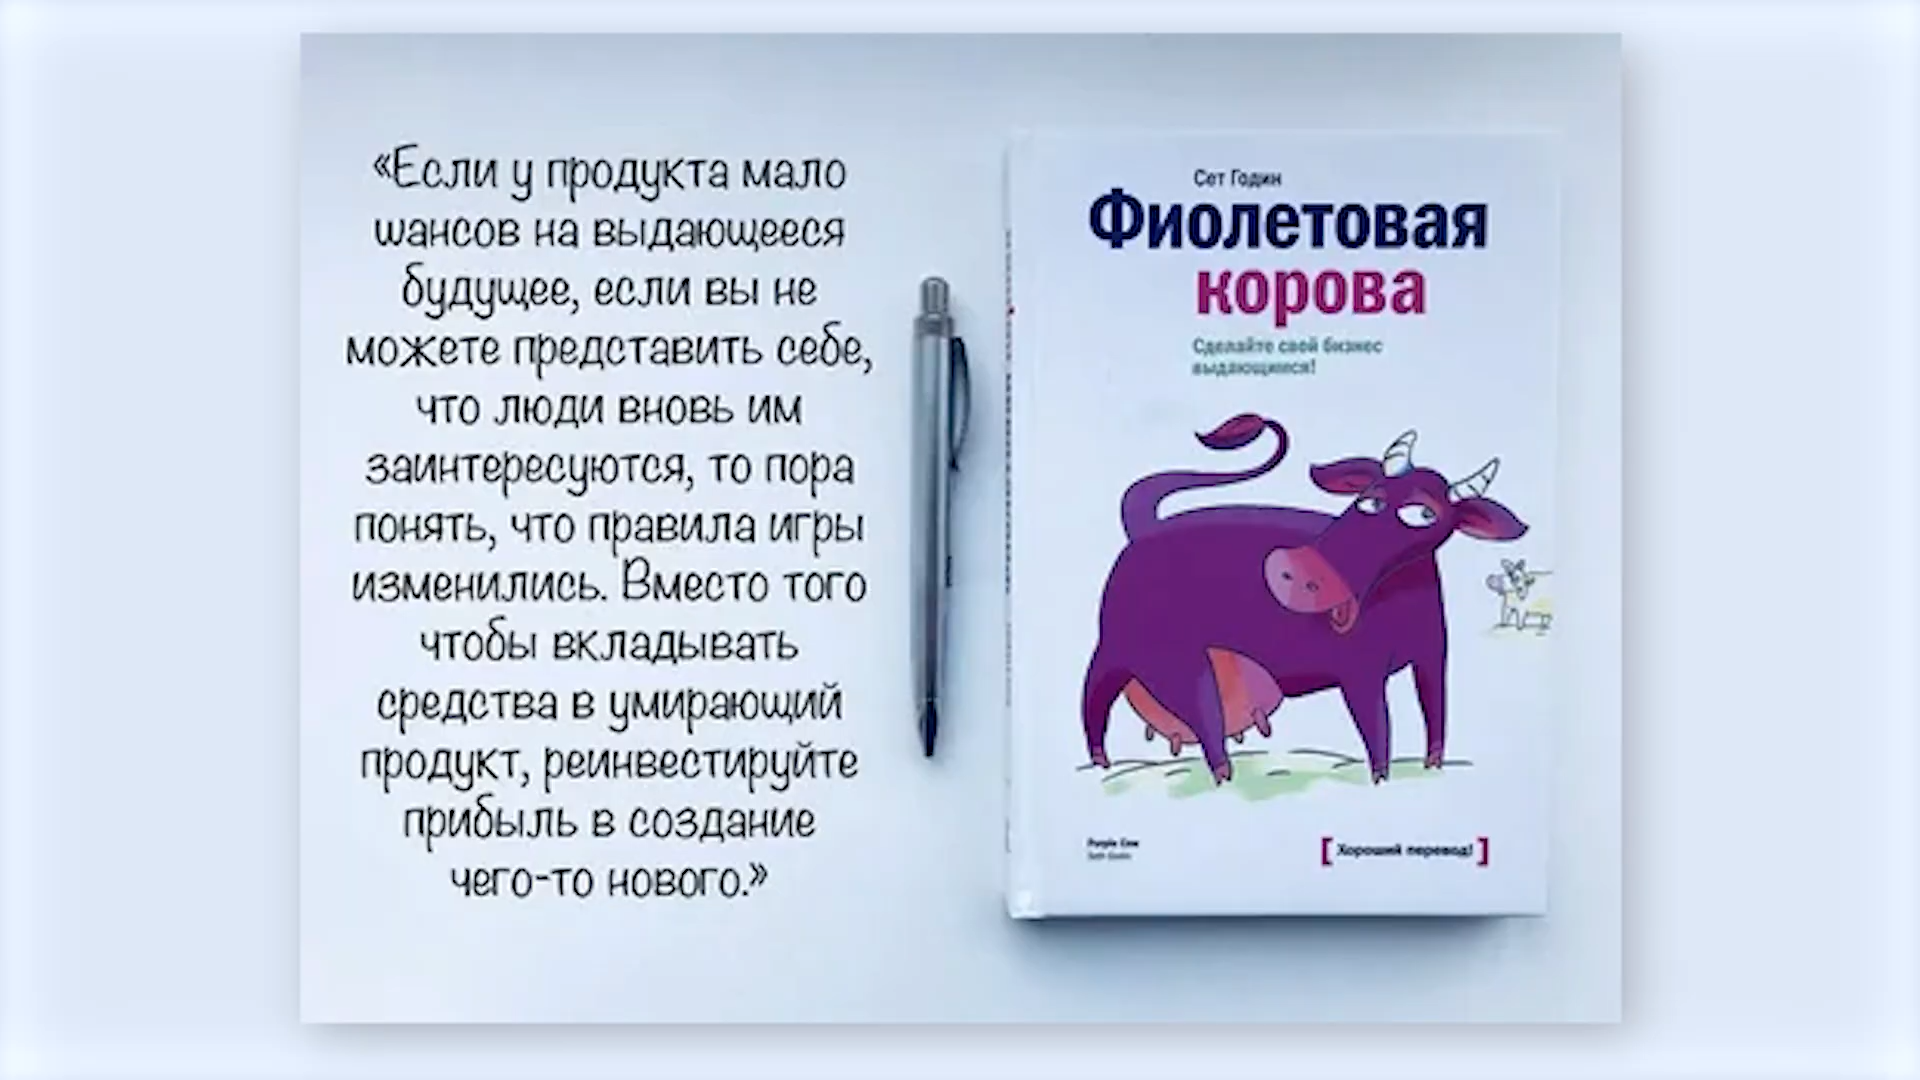 «Если у продукта мало
шансов на выдающееся
будущее, если вы не
можете представить себе,
что люди вновь им
заинтересуются, то пора
понять, что правила игры
изменились. Вместо того
чтобы вкладывать
средства в умирающий
продукт, реинвестируйте
прибыль в создание
чего-то нового.»
Сет Годин
Фиолетовая
корова
Сделайте свой бизнес
выдающимся!
Purple Cow
Seth Godin
[Хороший перевод!]